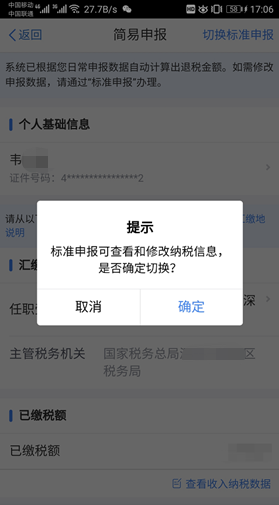 中国移动
中国联通
4G
4G
27.7B/s
HD
58
17:06
返回
简易申报
切换标准申报
系统已根据您日常申报数据自动计算出退税金额。如需修改
申报数据，请通过“标准申报”办理。
个人基础信息
韦
证件号码：4****************2
请从以下
缴地
说明
提示
标准申报可查看和修改纳税信息，
是否确定切换？
取消
确定
汇缴
任职受
深
主管税务机关
国家税务总局
区
税务局
已缴税额
已缴税额
查看收入纳税数据